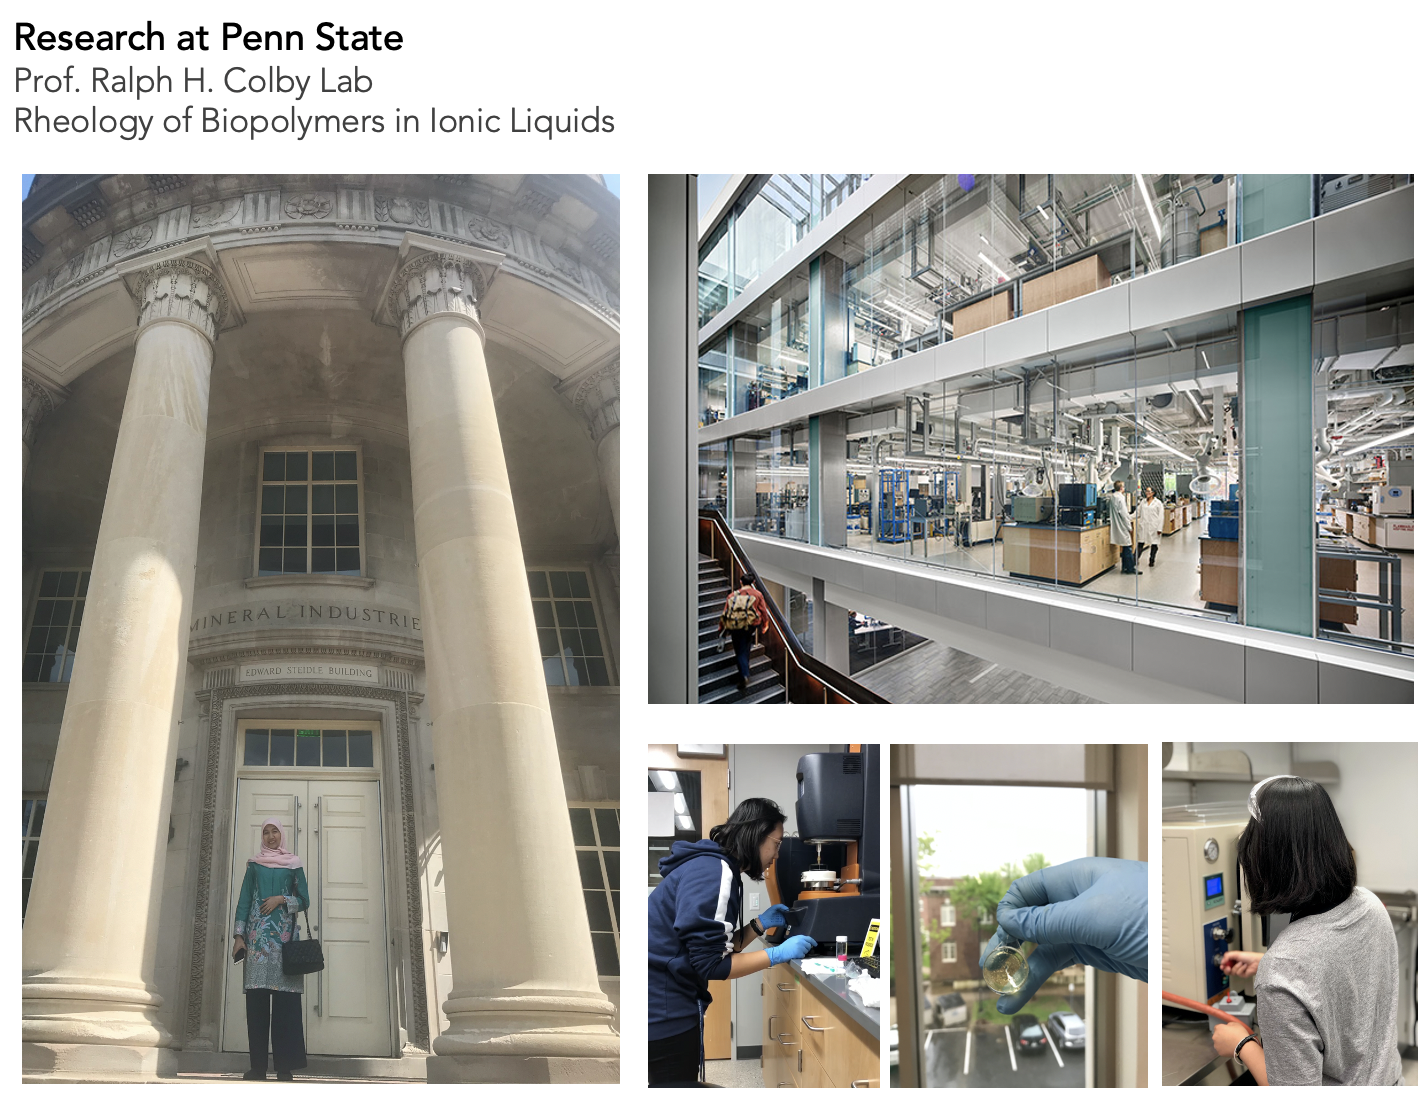 Research at Penn State
Prof. Ralph H. Colby Lab
Rheology of Biopolymers in Ionic Liquids
MINERAL INDUSTRIE
EDWARD STEIDLE BUILDING